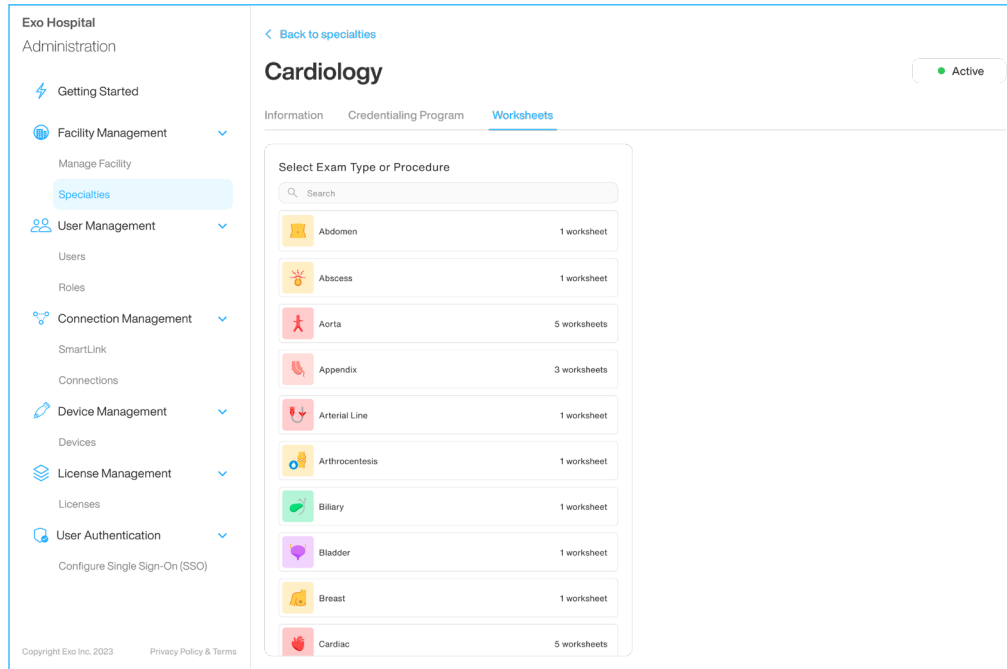 Exo Hospital
Administration
Getting Started
Facility Management
Manage Facility
Specialties
User Management
Users
Roles
Connection Management
SmartLink
Connections
Device Management
Devices
License Management
Licenses
User Authentication
Configure Single Sign-On (SSO)
Copyright Exo Inc. 2023 Privacy Policy & Terms
Back to specialties
Cardiology
Active
Information Credentialing Program Worksheets
Select Exam Type or Procedure
Search
Abdomen 1 worksheet
Abscess 1 worksheet
Aorta 5 worksheets
Appendix 3 worksheets
Arterial Line 1 worksheet
Arthrocentesis 1 worksheet
Biliary 1 worksheet
Bladder 1 worksheet
Breast 1 worksheet
Cardiac 5 worksheets